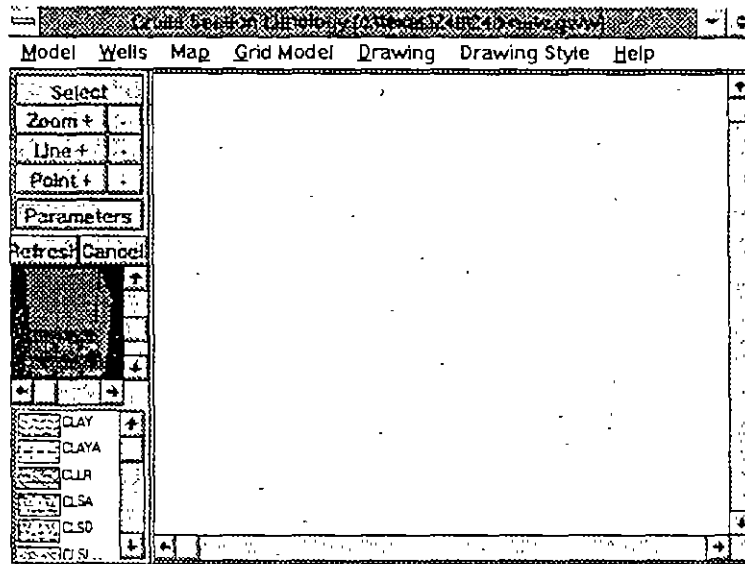 Model Wells Map Grid Model Drawing Drawing Style Help
Select
Zoom + -
Line + -
Point + -
Parameters
Refresh Cancel
CLAY
CLAYA
CLLR
CLSA
CLSD